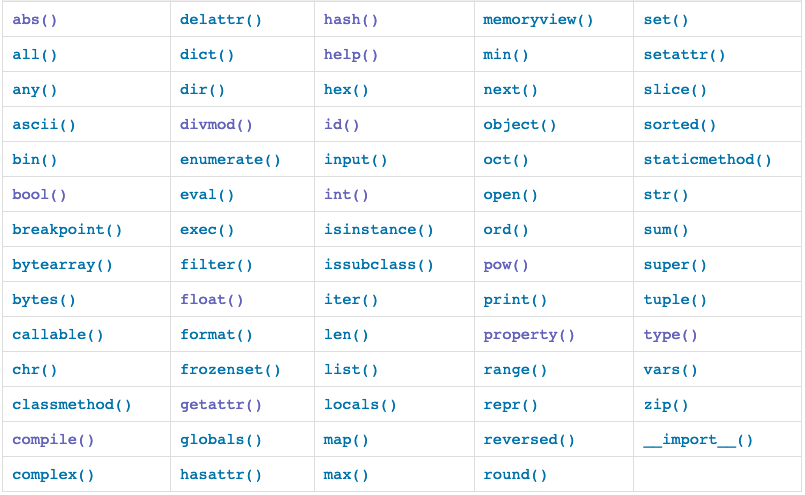 abs() delattr() hash() memoryview() set()
all() dict() help() min() setattr()
any() dir() hex() next() slice()
ascii() divmod() id() object() sorted()
bin() enumerate() input() oct() staticmethod()
bool() eval() int() open() str()
breakpoint() exec() isinstance() ord() sum()
bytearray() filter() issubclass() pow() super()
bytes() float() iter() print() tuple()
callable() format() len() property() type()
chr() frozenset() list() range() vars()
classmethod() getattr() locals() repr() zip()
compile() globals() map() reversed() __import__()
complex() hasattr() max() round()